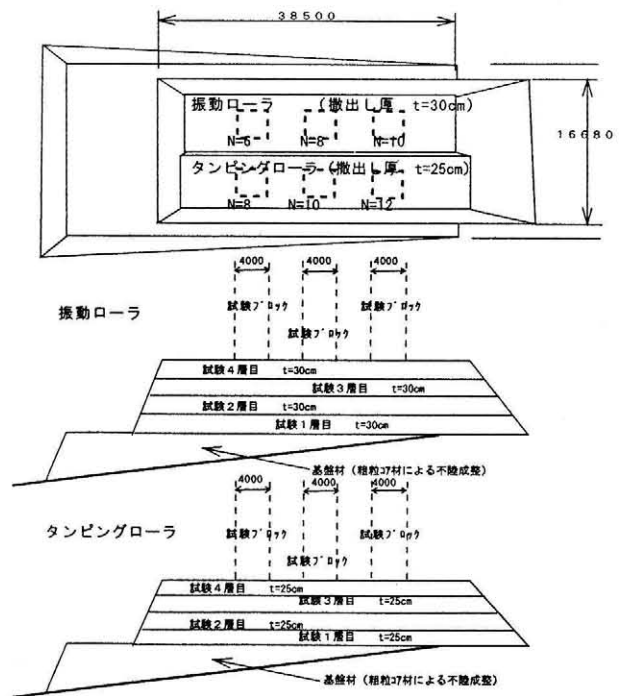 38500
振動ローラ (撒出し厚 t=30cm)
N=6 N=8 N=10
16680
タンピングローラ(撒出し厚 t=25cm)
N=8 N=10 N=12
4000 4000 4000
振動ローラ
試験ブロック 試験ブロック 試験ブロック
試験4層目 t=30cm
試験3層目 t=30cm
試験2層目 t=30cm
試験1層目 t=30cm
基盤材(粗粒コア材による不陸成整)
4000 4000 4000
タンピングローラ
試験ブロック 試験ブロック 試験ブロック
試験4層目 t=25cm
試験3層目 t=25cm
試験2層目 t=25cm
試験1層目 t=25cm
基盤材(粗粒コア材による不陸成整)